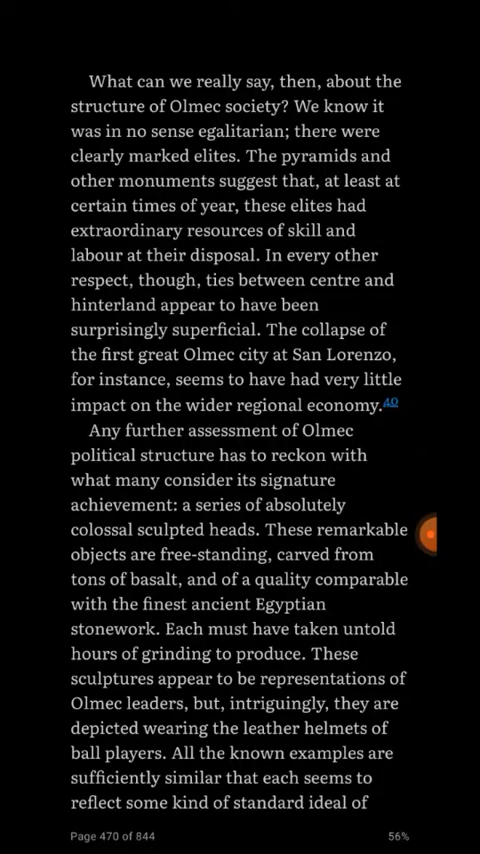 What can we really say, then, about the
structure of Olmec society? We know it
was in no sense egalitarian; there were
clearly marked elites. The pyramids and
other monuments suggest that, at least at
certain times of year, these elites had
extraordinary resources of skill and
labour at their disposal. In every other
respect, though, ties between centre and
hinterland appear to have been
surprisingly superficial. The collapse of
the first great Olmec city at San Lorenzo,
for instance, seems to have had very little
impact on the wider regional economy.40
Any further assessment of Olmec
political structure has to reckon with
what many consider its signature
achievement: a series of absolutely
colossal sculpted heads. These remarkable
objects are free-standing, carved from
tons of basalt, and of a quality comparable
with the finest ancient Egyptian
stonework. Each must have taken untold
hours of grinding to produce. These
sculptures appear to be representations of
Olmec leaders, but, intriguingly, they are
depicted wearing the leather helmets of
ball players. All the known examples are
sufficiently similar that each seems to
reflect some kind of standard ideal of
Page 470 of 844 56%